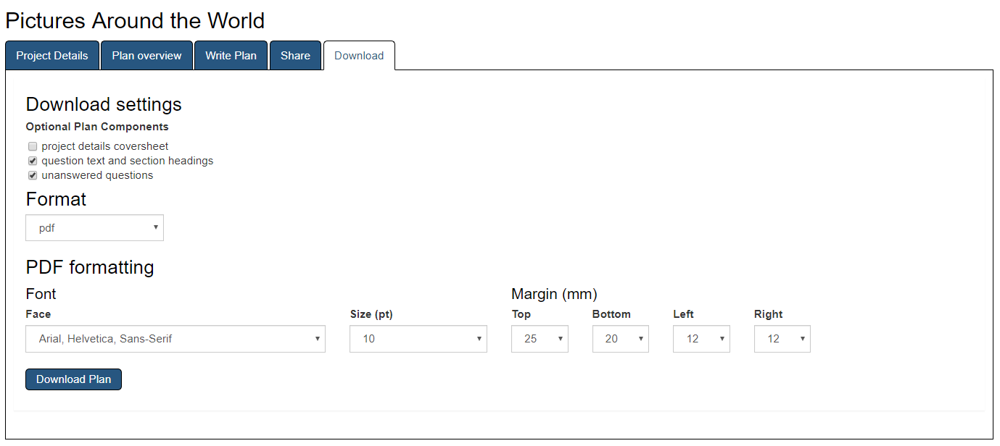 Pictures Around the World
Project Details Plan overview Write Plan Share Download
Download settings
Optional Plan Components
project details coversheet
question text and section headings
unanswered questions
Format
pdf
PDF formatting
Font Margin (mm)
Face Size (pt) Top Bottom Left Right
Arial, Helvetica, Sans-Serif 10 25 20 12 12
Download Plan